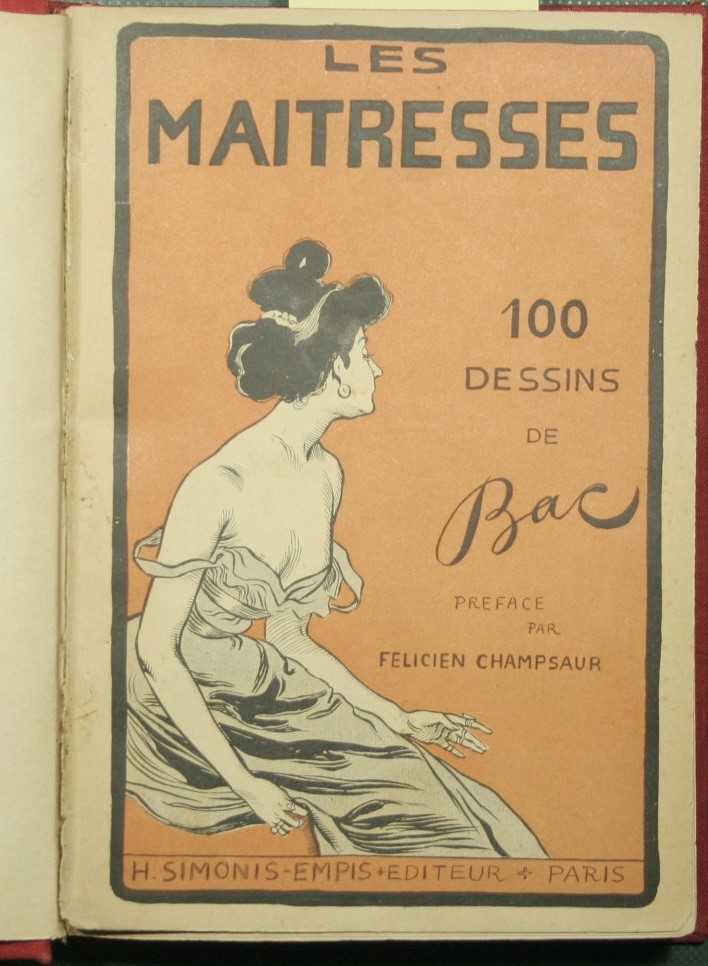 LES
MAITRESSES
100
DESSINS
DE
Bac
PREFACE
PAR
FELICIEN CHAMPSAUR
H. SIMONIS-EMPIS + EDITEUR + PARIS